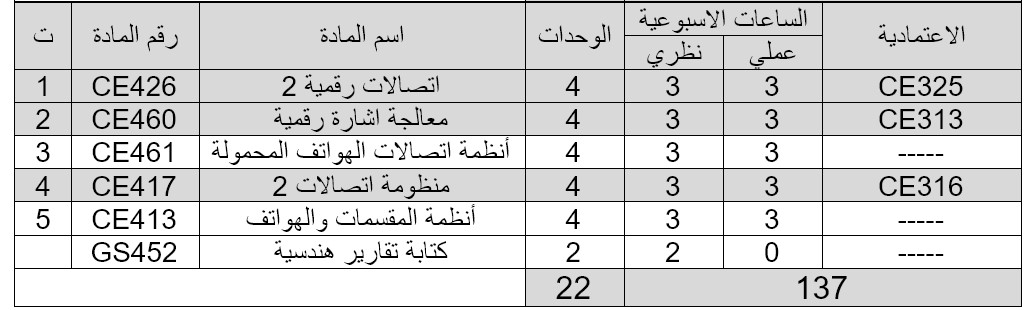 ت رقم المادة اسم المادة الوحدات الساعات الاسبوعية الاعتمادية
نظري عملي
1 CE426 اتصالات رقمية 2 4 3 3 CE325
2 CE460 معالجة اشارة رقمية 4 3 3 CE313
3 CE461 أنظمة اتصالات الهواتف المحمولة 4 3 3 -----
4 CE417 منظومة اتصالات 2 4 3 3 CE316
5 CE413 أنظمة المقسمات والهواتف 4 3 3 -----
GS452 كتابة تقارير هندسية 2 2 0 -----
22 137